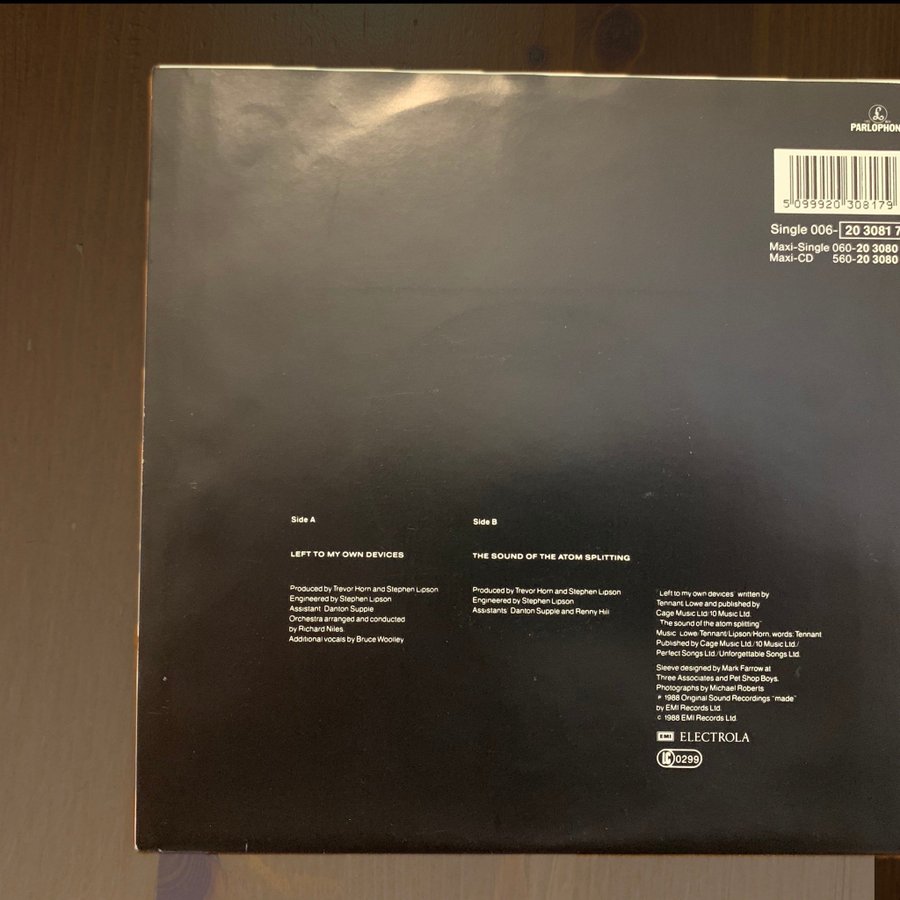 PARLOPHON
5 099920 308179
Single 006-20 3081 7
Maxi-Single 060-20 3080
Maxi-CD 560-20 3080
Side A
LEFT TO MY OWN DEVICES
Produced by Trevor Horn and Stephen Lipson
Engineered by Stephen Lipson
Assistant Danton Supple
Orchestra arranged and conducted
by Richard Niles.
Additional vocals by Bruce Woolley
Side B
THE SOUND OF THE ATOM SPLITTING
Produced by Trevor Horn and Stephen Lipson
Engineered by Stephen Lipson
Assistants Danton Supple and Renny Hill
"Left to my own devices" written by
Tennant Lowe and published by
Cage Music Ltd/10 Music Ltd.
"The sound of the atom splitting"
Music Lowe/Tennant/Lipson/Horn, words: Tennant
Published by Cage Music Ltd./10 Music Ltd./
Perfect Songs Ltd./Unforgettable Songs Ltd.
Sleeve designed by Mark Farrow at
Three Associates and Pet Shop Boys.
Photographs by Michael Roberts
℗ 1988 Original Sound Recordings "made"
by EMI Records Ltd.
© 1988 EMI Records Ltd.
EMI ELECTROLA
LC 0299